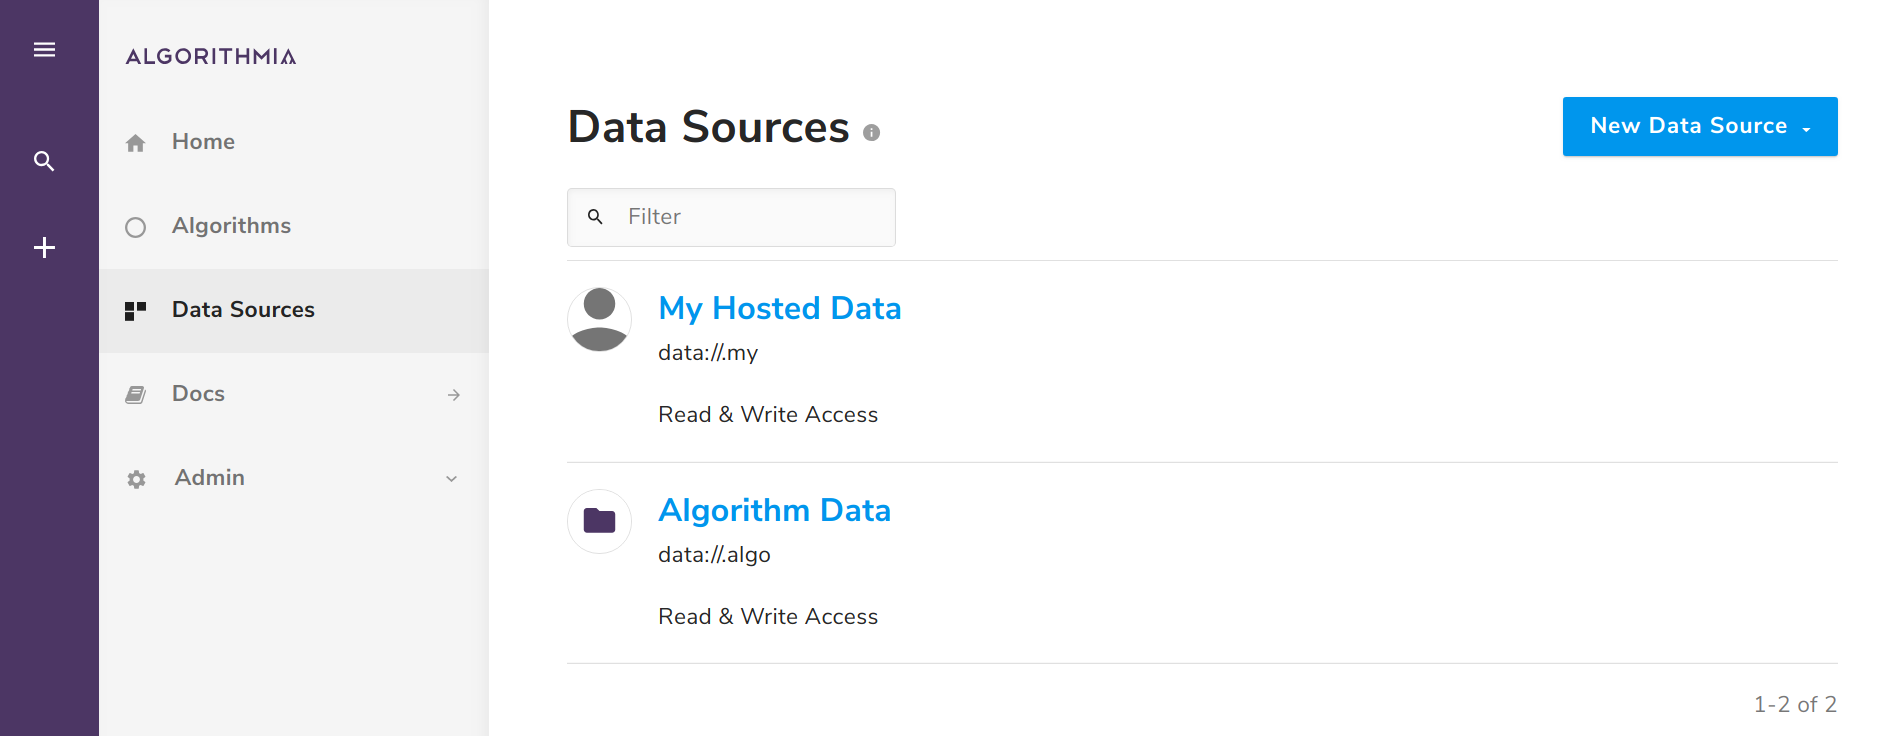 ALGORITHMIA
Home
Algorithms
Data Sources
Docs
Admin
Data Sources
New Data Source
Filter
My Hosted Data
data://.my
Read & Write Access
Algorithm Data
data://.algo
Read & Write Access
1-2 of 2